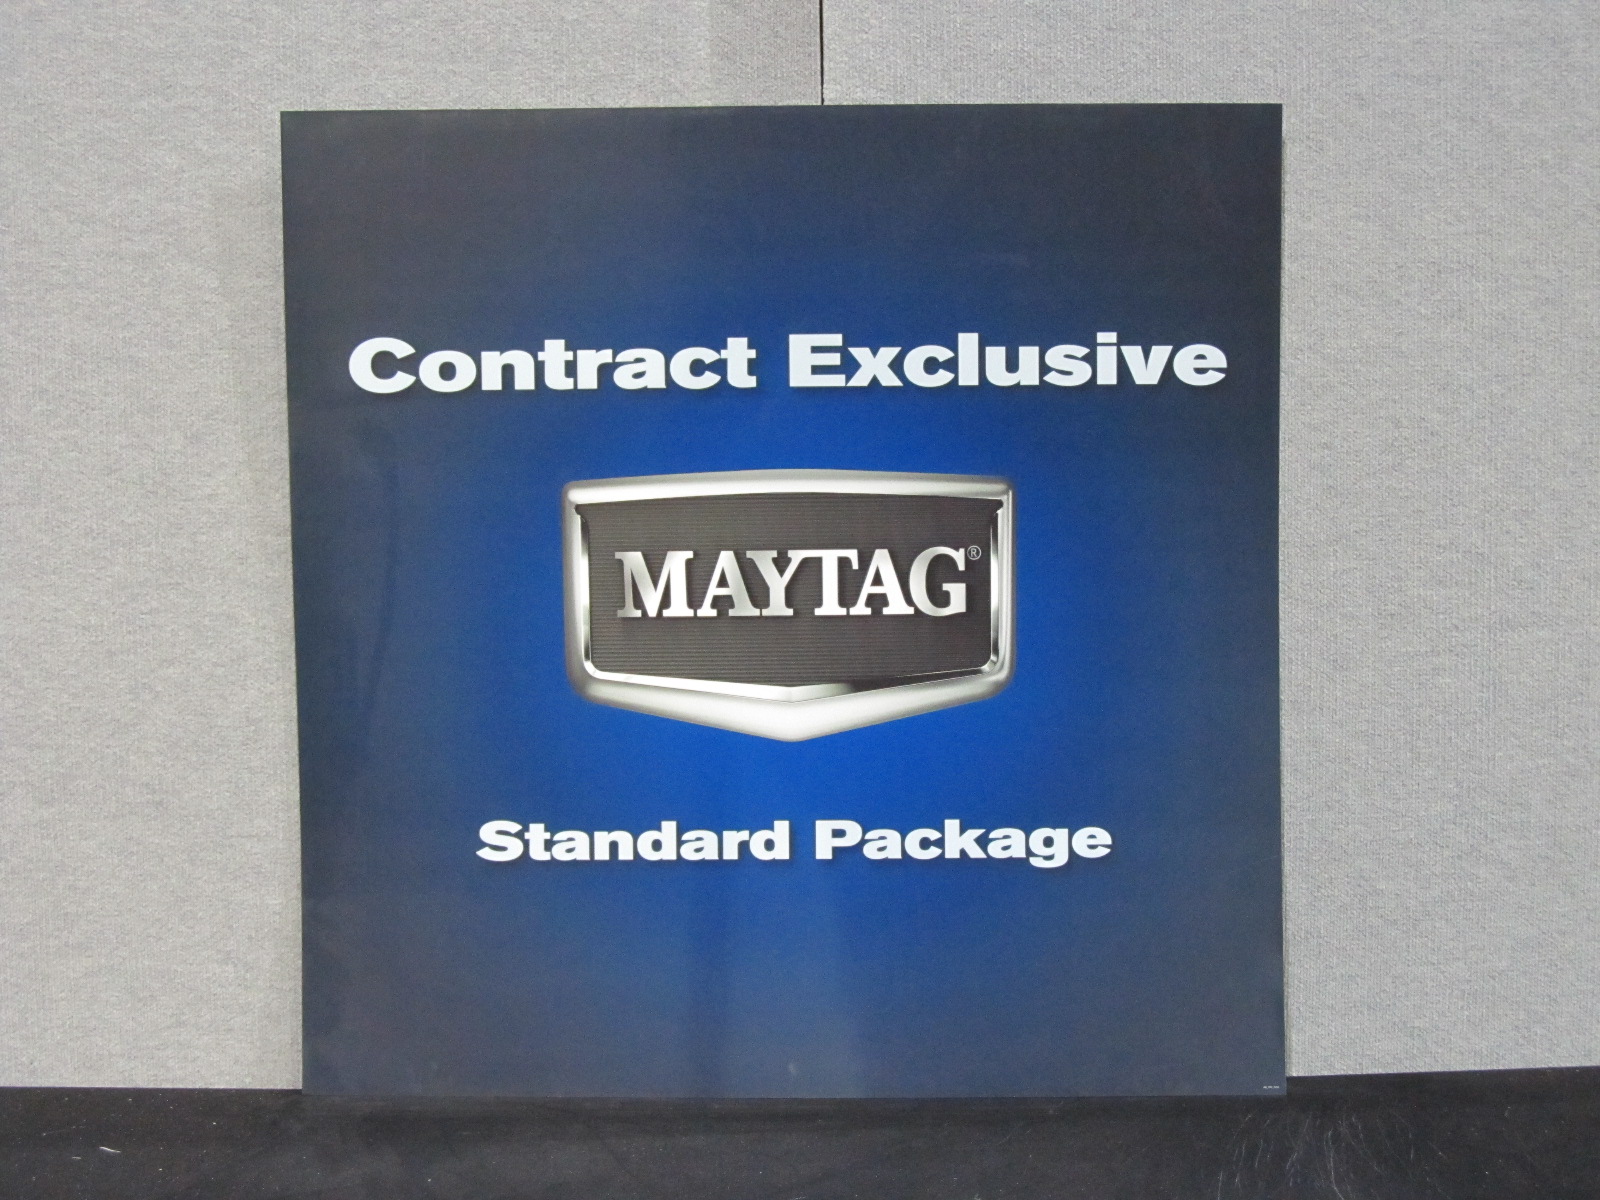 Contract Exclusive
MAYTAG®
Standard Package